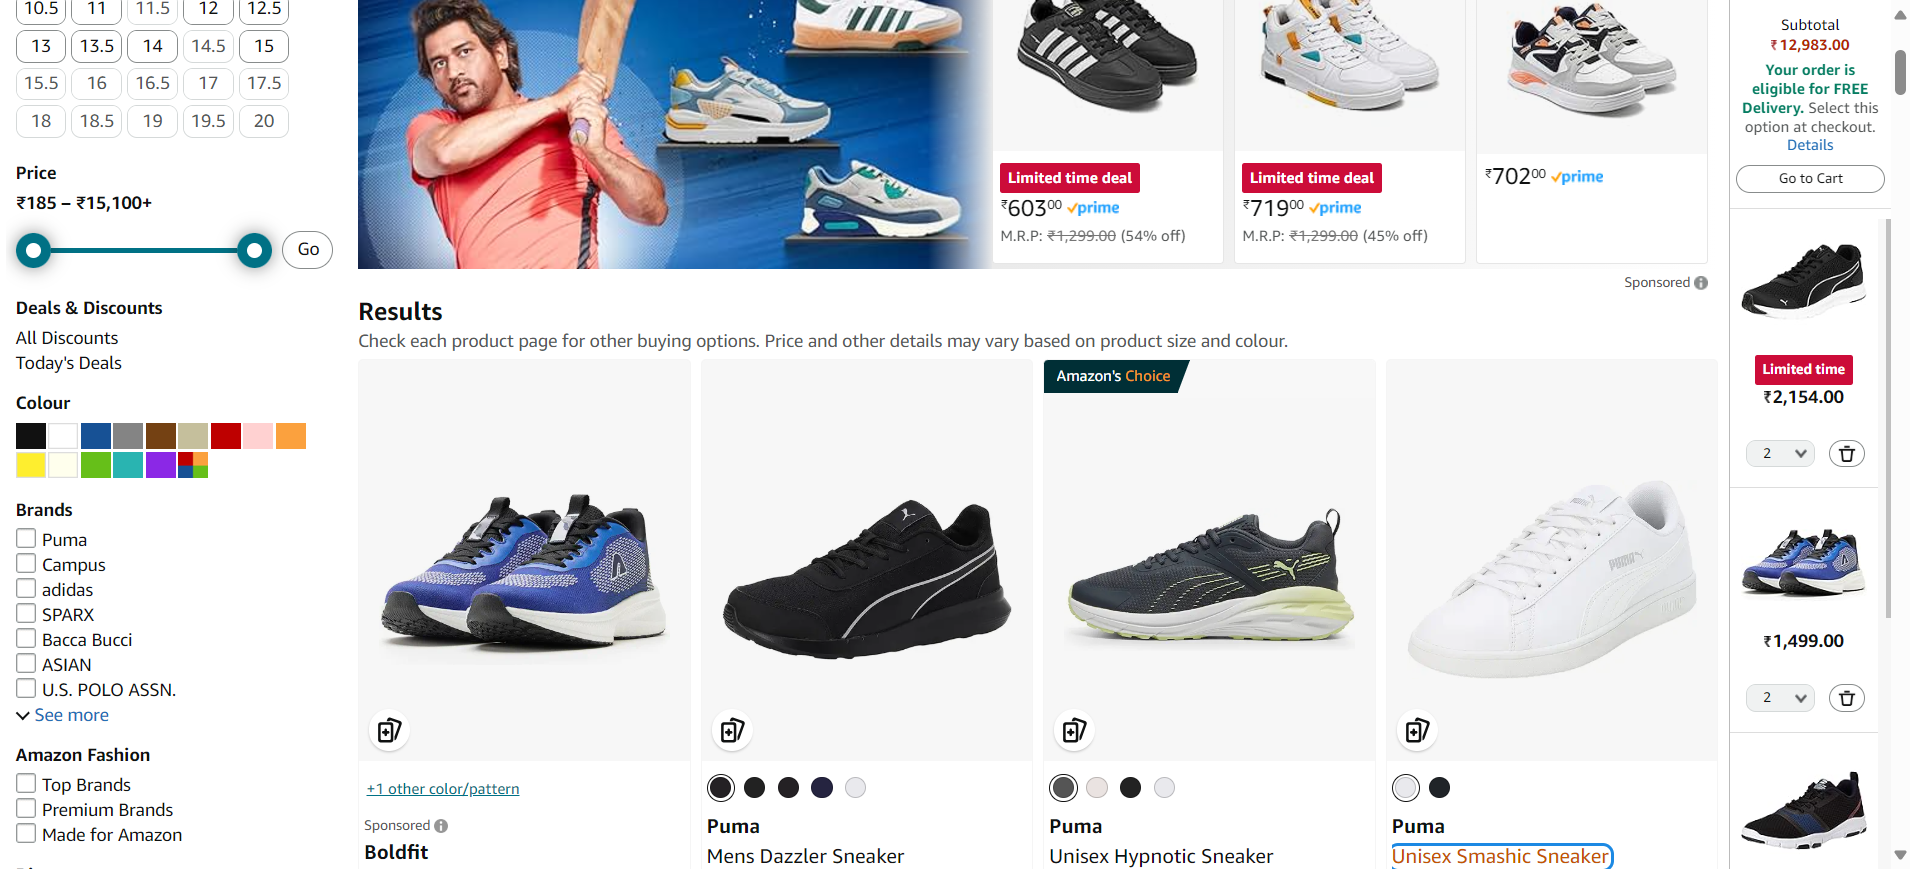 10.5 11 11.5 12 12.5
13 13.5 14 14.5 15
15.5 16 16.5 17 17.5
18 18.5 19 19.5 20
Price
₹185 – ₹15,100+
Go
Deals & Discounts
All Discounts
Today's Deals
Colour
Brands
Puma
Campus
adidas
SPARX
Bacca Bucci
ASIAN
U.S. POLO ASSN.
See more
Amazon Fashion
Top Brands
Premium Brands
Made for Amazon
Limited time deal
₹60300 prime
M.R.P: ₹1,299.00 (54% off)
Limited time deal
₹71900 prime
M.R.P: ₹1,299.00 (45% off)
₹70200 prime
Sponsored
Results
Check each product page for other buying options. Price and other details may vary based on product size and colour.
+1 other color/pattern
Sponsored
Boldfit
Puma
Mens Dazzler Sneaker
Amazon's Choice
Puma
Unisex Hypnotic Sneaker
PUMA
Puma
Unisex Smashic Sneaker
Subtotal
₹12,983.00
Your order is
eligible for FREE
Delivery. Select this
option at checkout.
Details
Go to Cart
Limited time
₹2,154.00
2
₹1,499.00
2